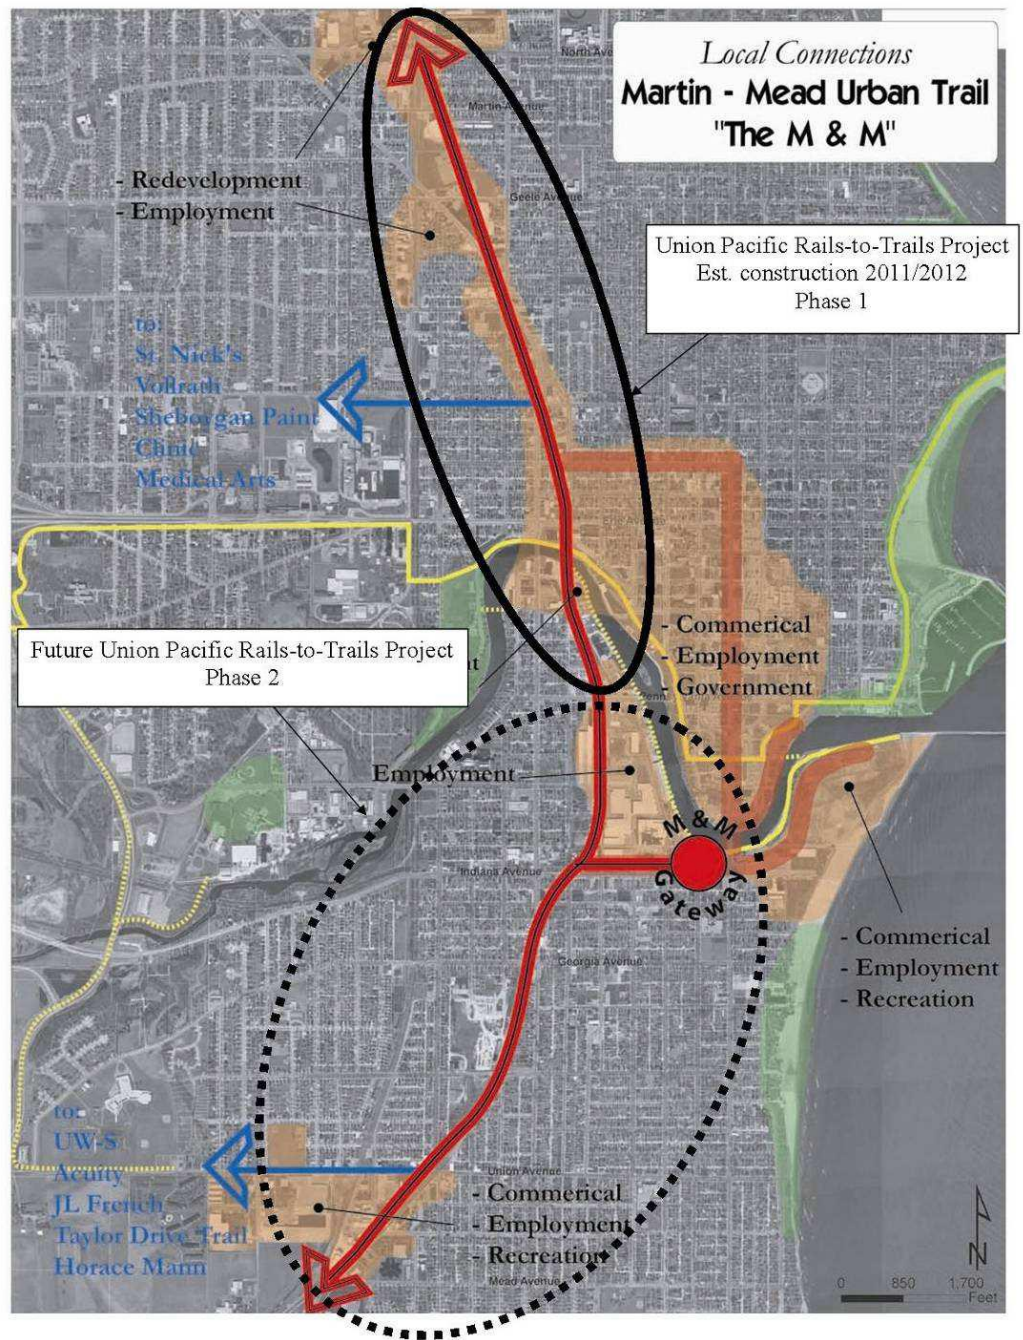 Local Connections
Martin - Mead Urban Trail
"The M & M"
North Ave
Martin Avenue
- Redevelopment
- Employment
Geele Avenue
Union Pacific Rails-to-Trails Project
Est. construction 2011/2012
Phase 1
to:
St. Nick's
Vollrath
Sheboygan Paint
Clinic
Medical Arts
Erie Avenue
- Commerical
- Employment
- Government
Future Union Pacific Rails-to-Trails Project
Phase 2
Penn
Employment
M & M
Gateway
Indiana Avenue
Georgia Avenue
- Commerical
- Employment
- Recreation
to:
UW-S
Acuity
JL French
Taylor Drive Trail
Horace Mann
Union Avenue
- Commerical
- Employment
- Recreation
Mead Avenue
N
0 850 1,700
Feet